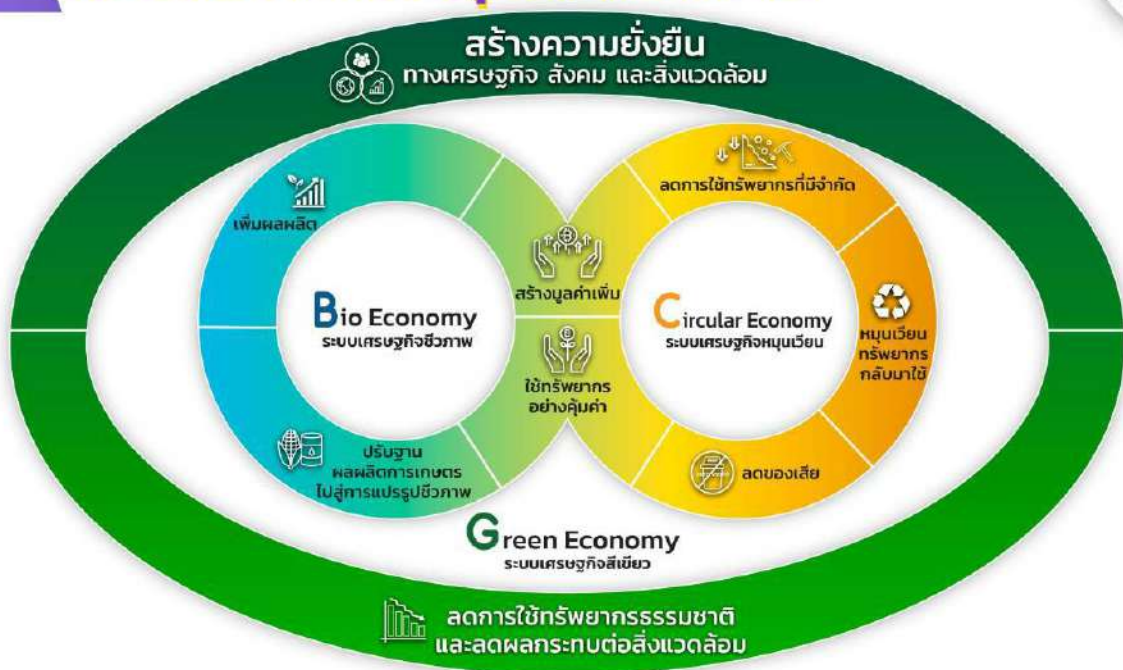 สร้างความยั่งยืน
ทางเศรษฐกิจ สังคม และสิ่งแวดล้อม
เพิ่มผลผลิต
Bio Economy
ระบบเศรษฐกิจชีวภาพ
ปรับฐาน
ผลผลิตการเกษตร
ไปสู่การแปรรูปชีวภาพ
สร้างมูลค่าเพิ่ม
ใช้ทรัพยากร
อย่างคุ้มค่า
ลดการใช้ทรัพยากรที่มีจำกัด
Circular Economy
ระบบเศรษฐกิจหมุนเวียน
หมุนเวียน
ทรัพยากร
กลับมาใช้
ลดของเสีย
Green Economy
ระบบเศรษฐกิจสีเขียว
ลดการใช้ทรัพยากรธรรมชาติ
และลดผลกระทบต่อสิ่งแวดล้อม